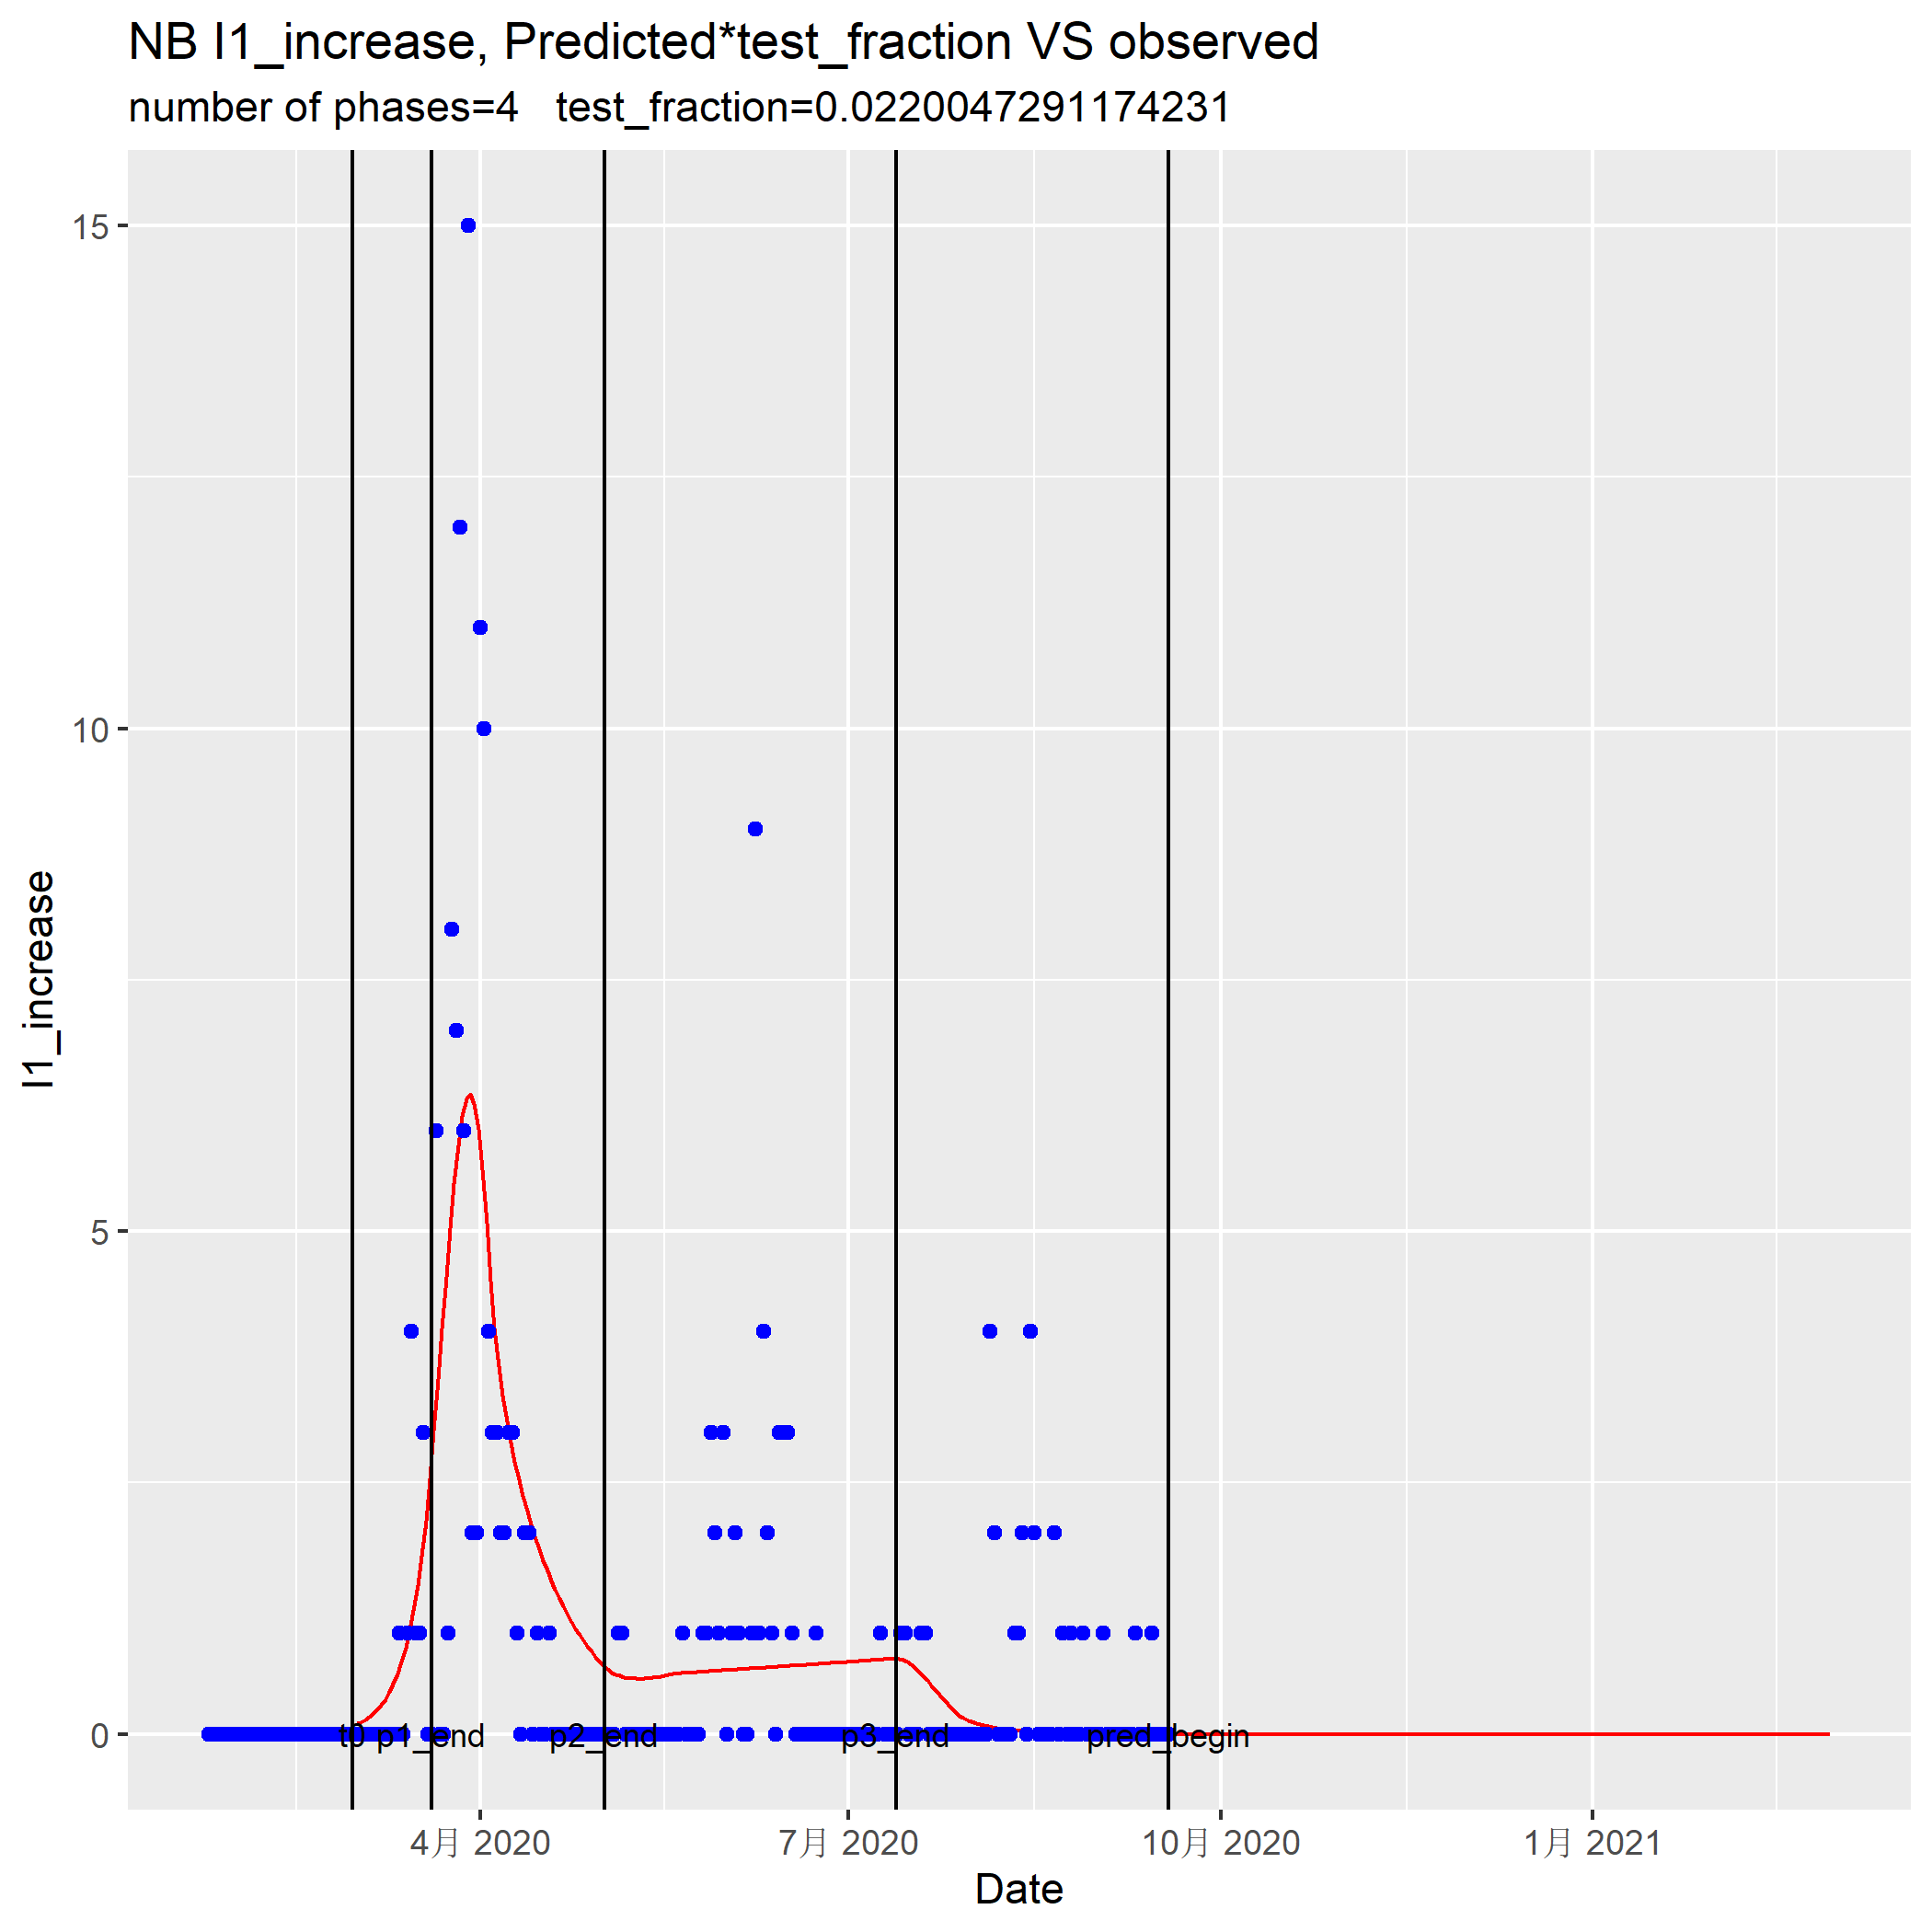 NB I1_increase, Predicted*test_fraction VS observed
number of phases=4 test_fraction=0.0220047291174231
15
10
5
0
I1_increase
t0 p1_end p2_end p3_end pred_begin
4月 2020 7月 2020 10月 2020 1月 2021
Date